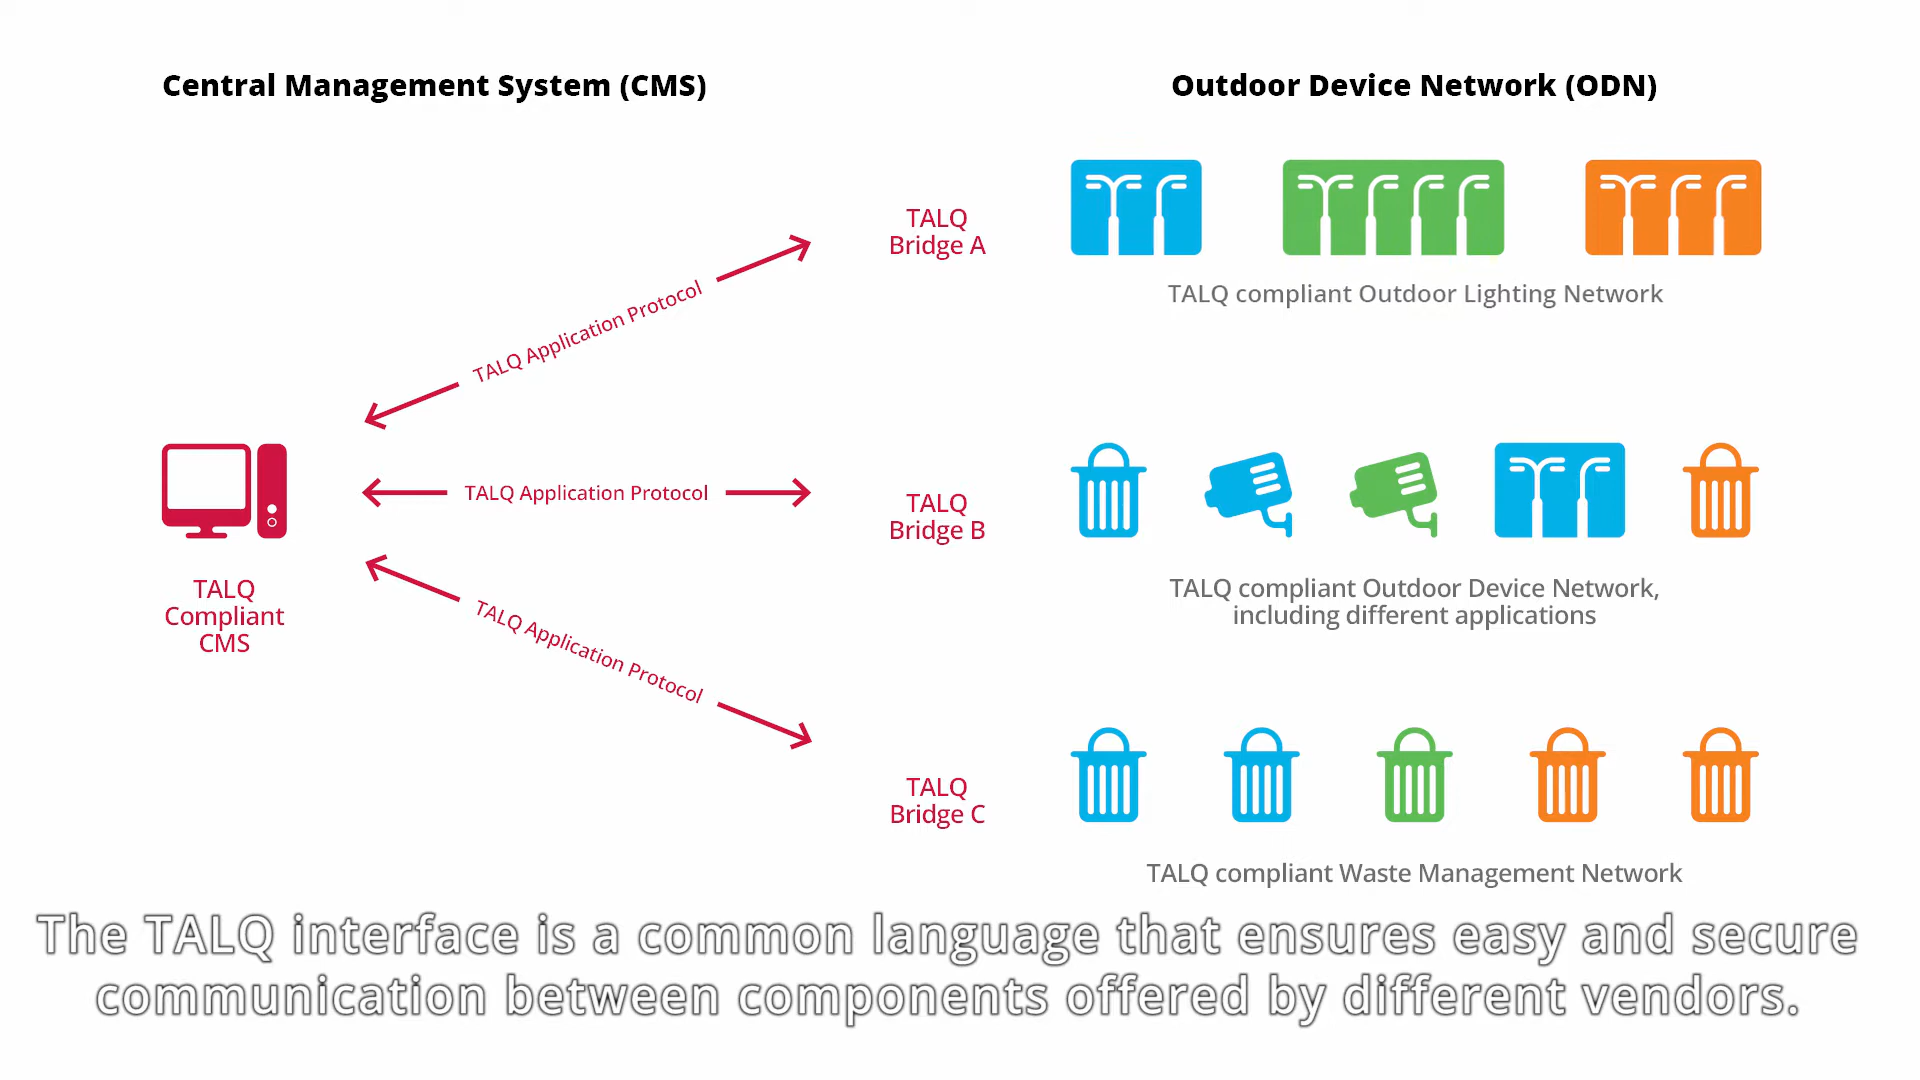 Central Management System (CMS)
Outdoor Device Network (ODN)
TALQ
Bridge A
TALQ compliant Outdoor Lighting Network
TALQ Application Protocol
TALQ Application Protocol
TALQ
Bridge B
TALQ
Compliant
CMS
TALQ compliant Outdoor Device Network,
including different applications
TALQ Application Protocol
TALQ
Bridge C
TALQ compliant Waste Management Network
The TALQ interface is a common language that ensures easy and secure
communication between components offered by different vendors.